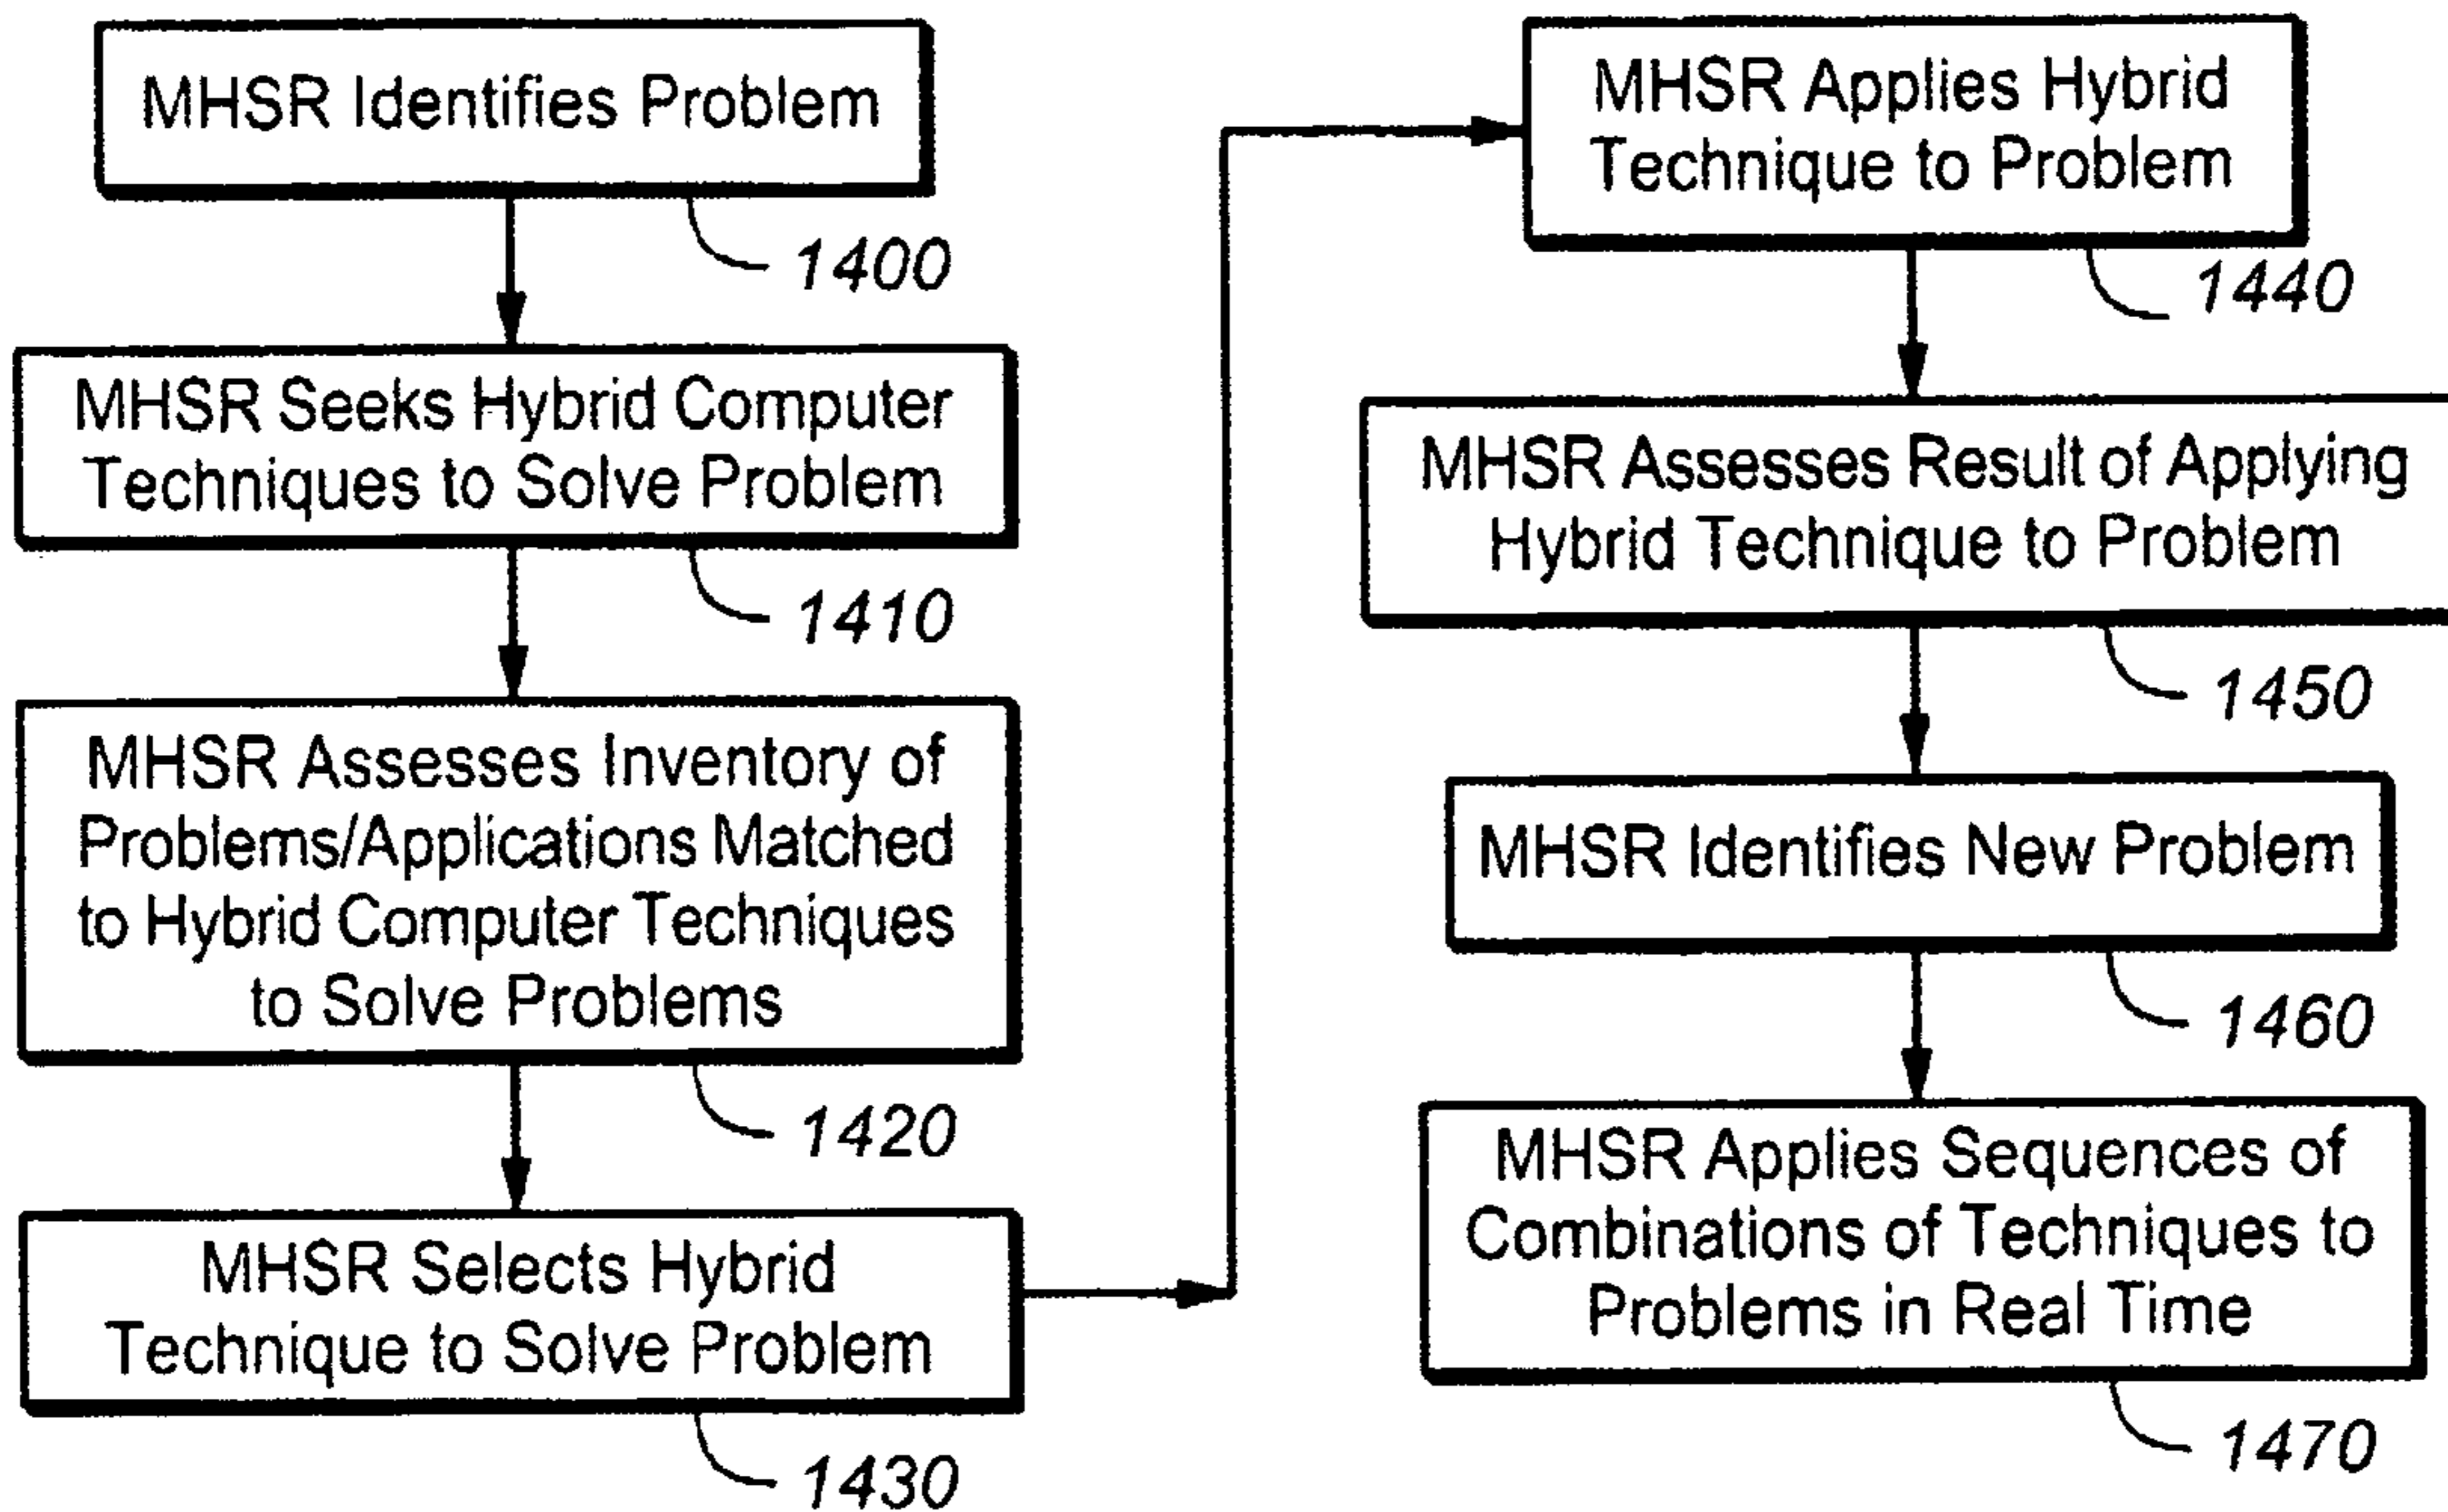 MHSR Identifies Problem
1400
MHSR Seeks Hybrid Computer
Techniques to Solve Problem
1410
MHSR Assesses Inventory of
Problems/Applications Matched
to Hybrid Computer Techniques
to Solve Problems
1420
MHSR Selects Hybrid
Technique to Solve Problem
1430
MHSR Applies Hybrid
Technique to Problem
1440
MHSR Assesses Result of Applying
Hybrid Technique to Problem
1450
MHSR Identifies New Problem
1460
MHSR Applies Sequences of
Combinations of Techniques to
Problems in Real Time
1470